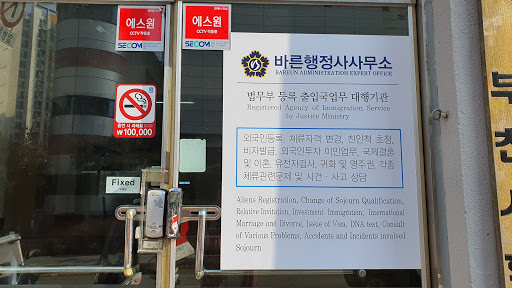 에스원
CCTV 작동중
SECOM
에스원
CCTV 작동중
SECOM
₩100,000
Fixed
바른행정사사무소
BAREUN ADMINISTRATION EXPERT OFFICE
법무부 등록 출입국업무 대행기관
Registered Agency of Immigration Service
by Justice Ministry
외국인등록, 체류자격 변경, 친인척 초청,
비자발급, 외국인투자 이민업무, 국제결혼
및 이혼, 유전자검사, 귀화 및 영주권, 각종
체류관련문제 및 사건 · 사고 상담
Aliens Registration, Change of Sojourn Qualification,
Relative Invitation, Investment Immigration, International
Marriage and Divorce, Issue of Visa, DNA test, Consult
of Various Problems, Accidents and Incidents involved
Sojourn
부천시